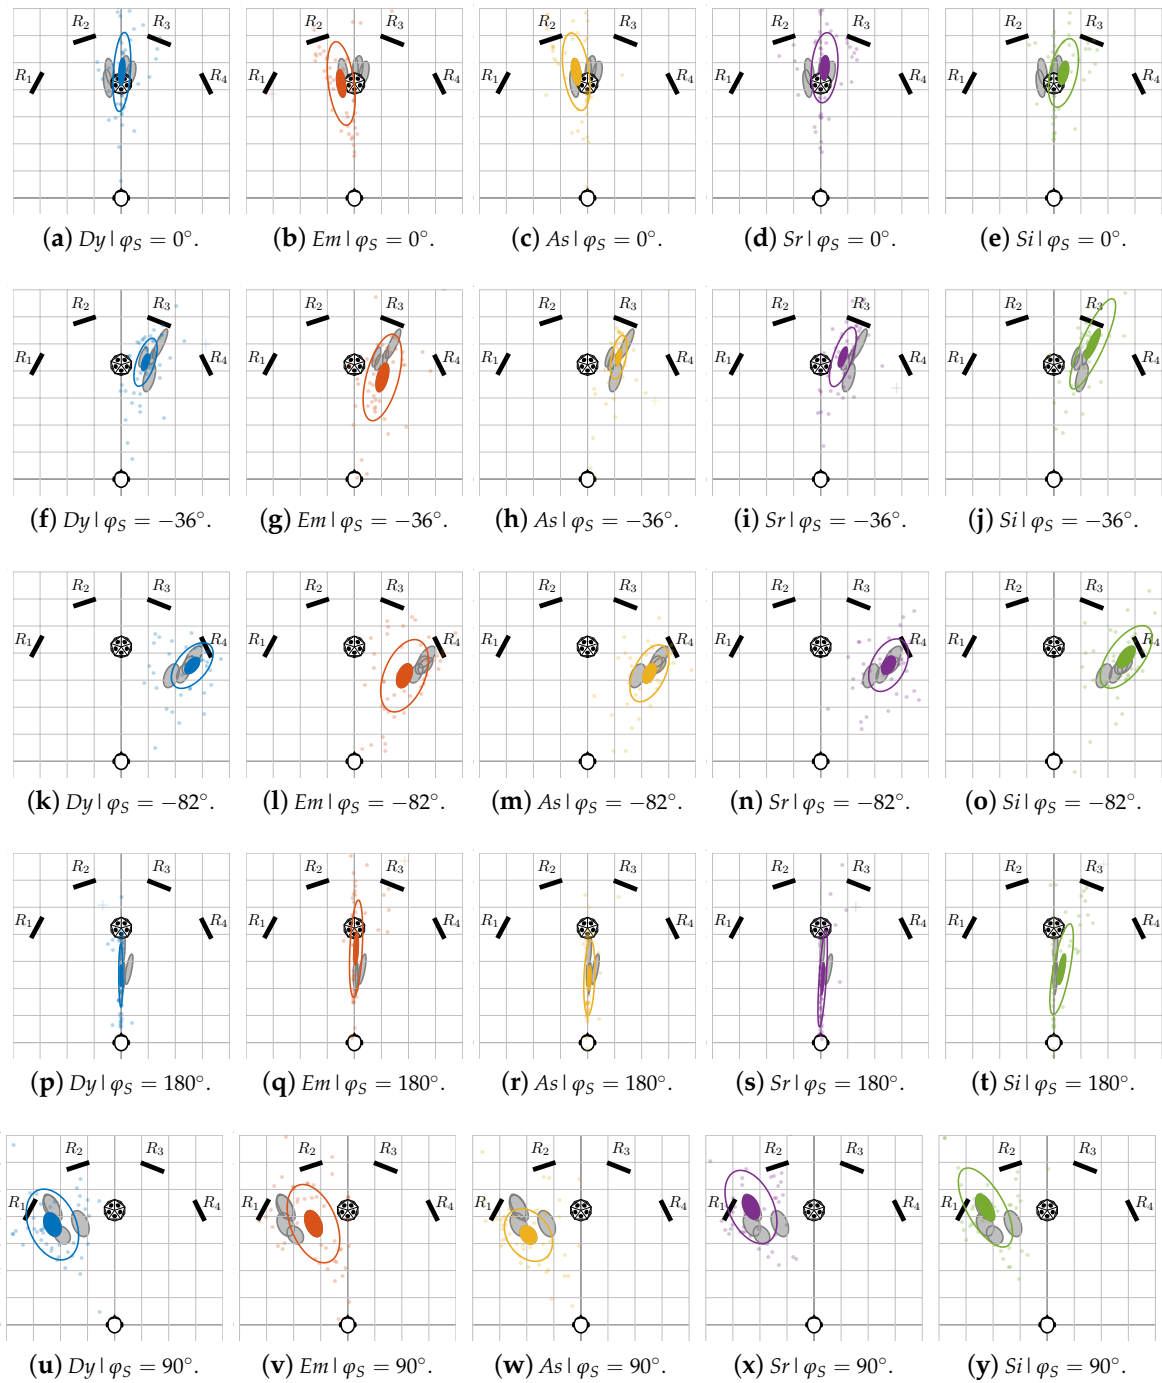 R2 R3 R2 R3 R2 R3 R2 R3 R2 R3
R1 R4 R1 R4 R1 R4 R1 R4 R1 R4
(a) Dy | φS = 0°. (b) Em | φS = 0°. (c) As | φS = 0°. (d) Sr | φS = 0°. (e) Si | φS = 0°.
R2 R3 R2 R3 R2 R3 R2 R3 R2 R3
R1 R4 R1 R4 R1 R4 R1 R4 R1 R4
(f) Dy | φS = −36°. (g) Em | φS = −36°. (h) As | φS = −36°. (i) Sr | φS = −36°. (j) Si | φS = −36°.
R2 R3 R2 R3 R2 R3 R2 R3 R2 R3
R1 R4 R1 R4 R1 R4 R1 R4 R1 R4
(k) Dy | φS = −82°. (l) Em | φS = −82°. (m) As | φS = −82°. (n) Sr | φS = −82°. (o) Si | φS = −82°.
R2 R3 R2 R3 R2 R3 R2 R3 R2 R3
R1 R4 R1 R4 R1 R4 R1 R4 R1 R4
(p) Dy | φS = 180°. (q) Em | φS = 180°. (r) As | φS = 180°. (s) Sr | φS = 180°. (t) Si | φS = 180°.
R2 R3 R2 R3 R2 R3 R2 R3 R2 R3
R1 R4 R1 R4 R1 R4 R1 R4 R1 R4
(u) Dy | φS = 90°. (v) Em | φS = 90°. (w) As | φS = 90°. (x) Sr | φS = 90°. (y) Si | φS = 90°.